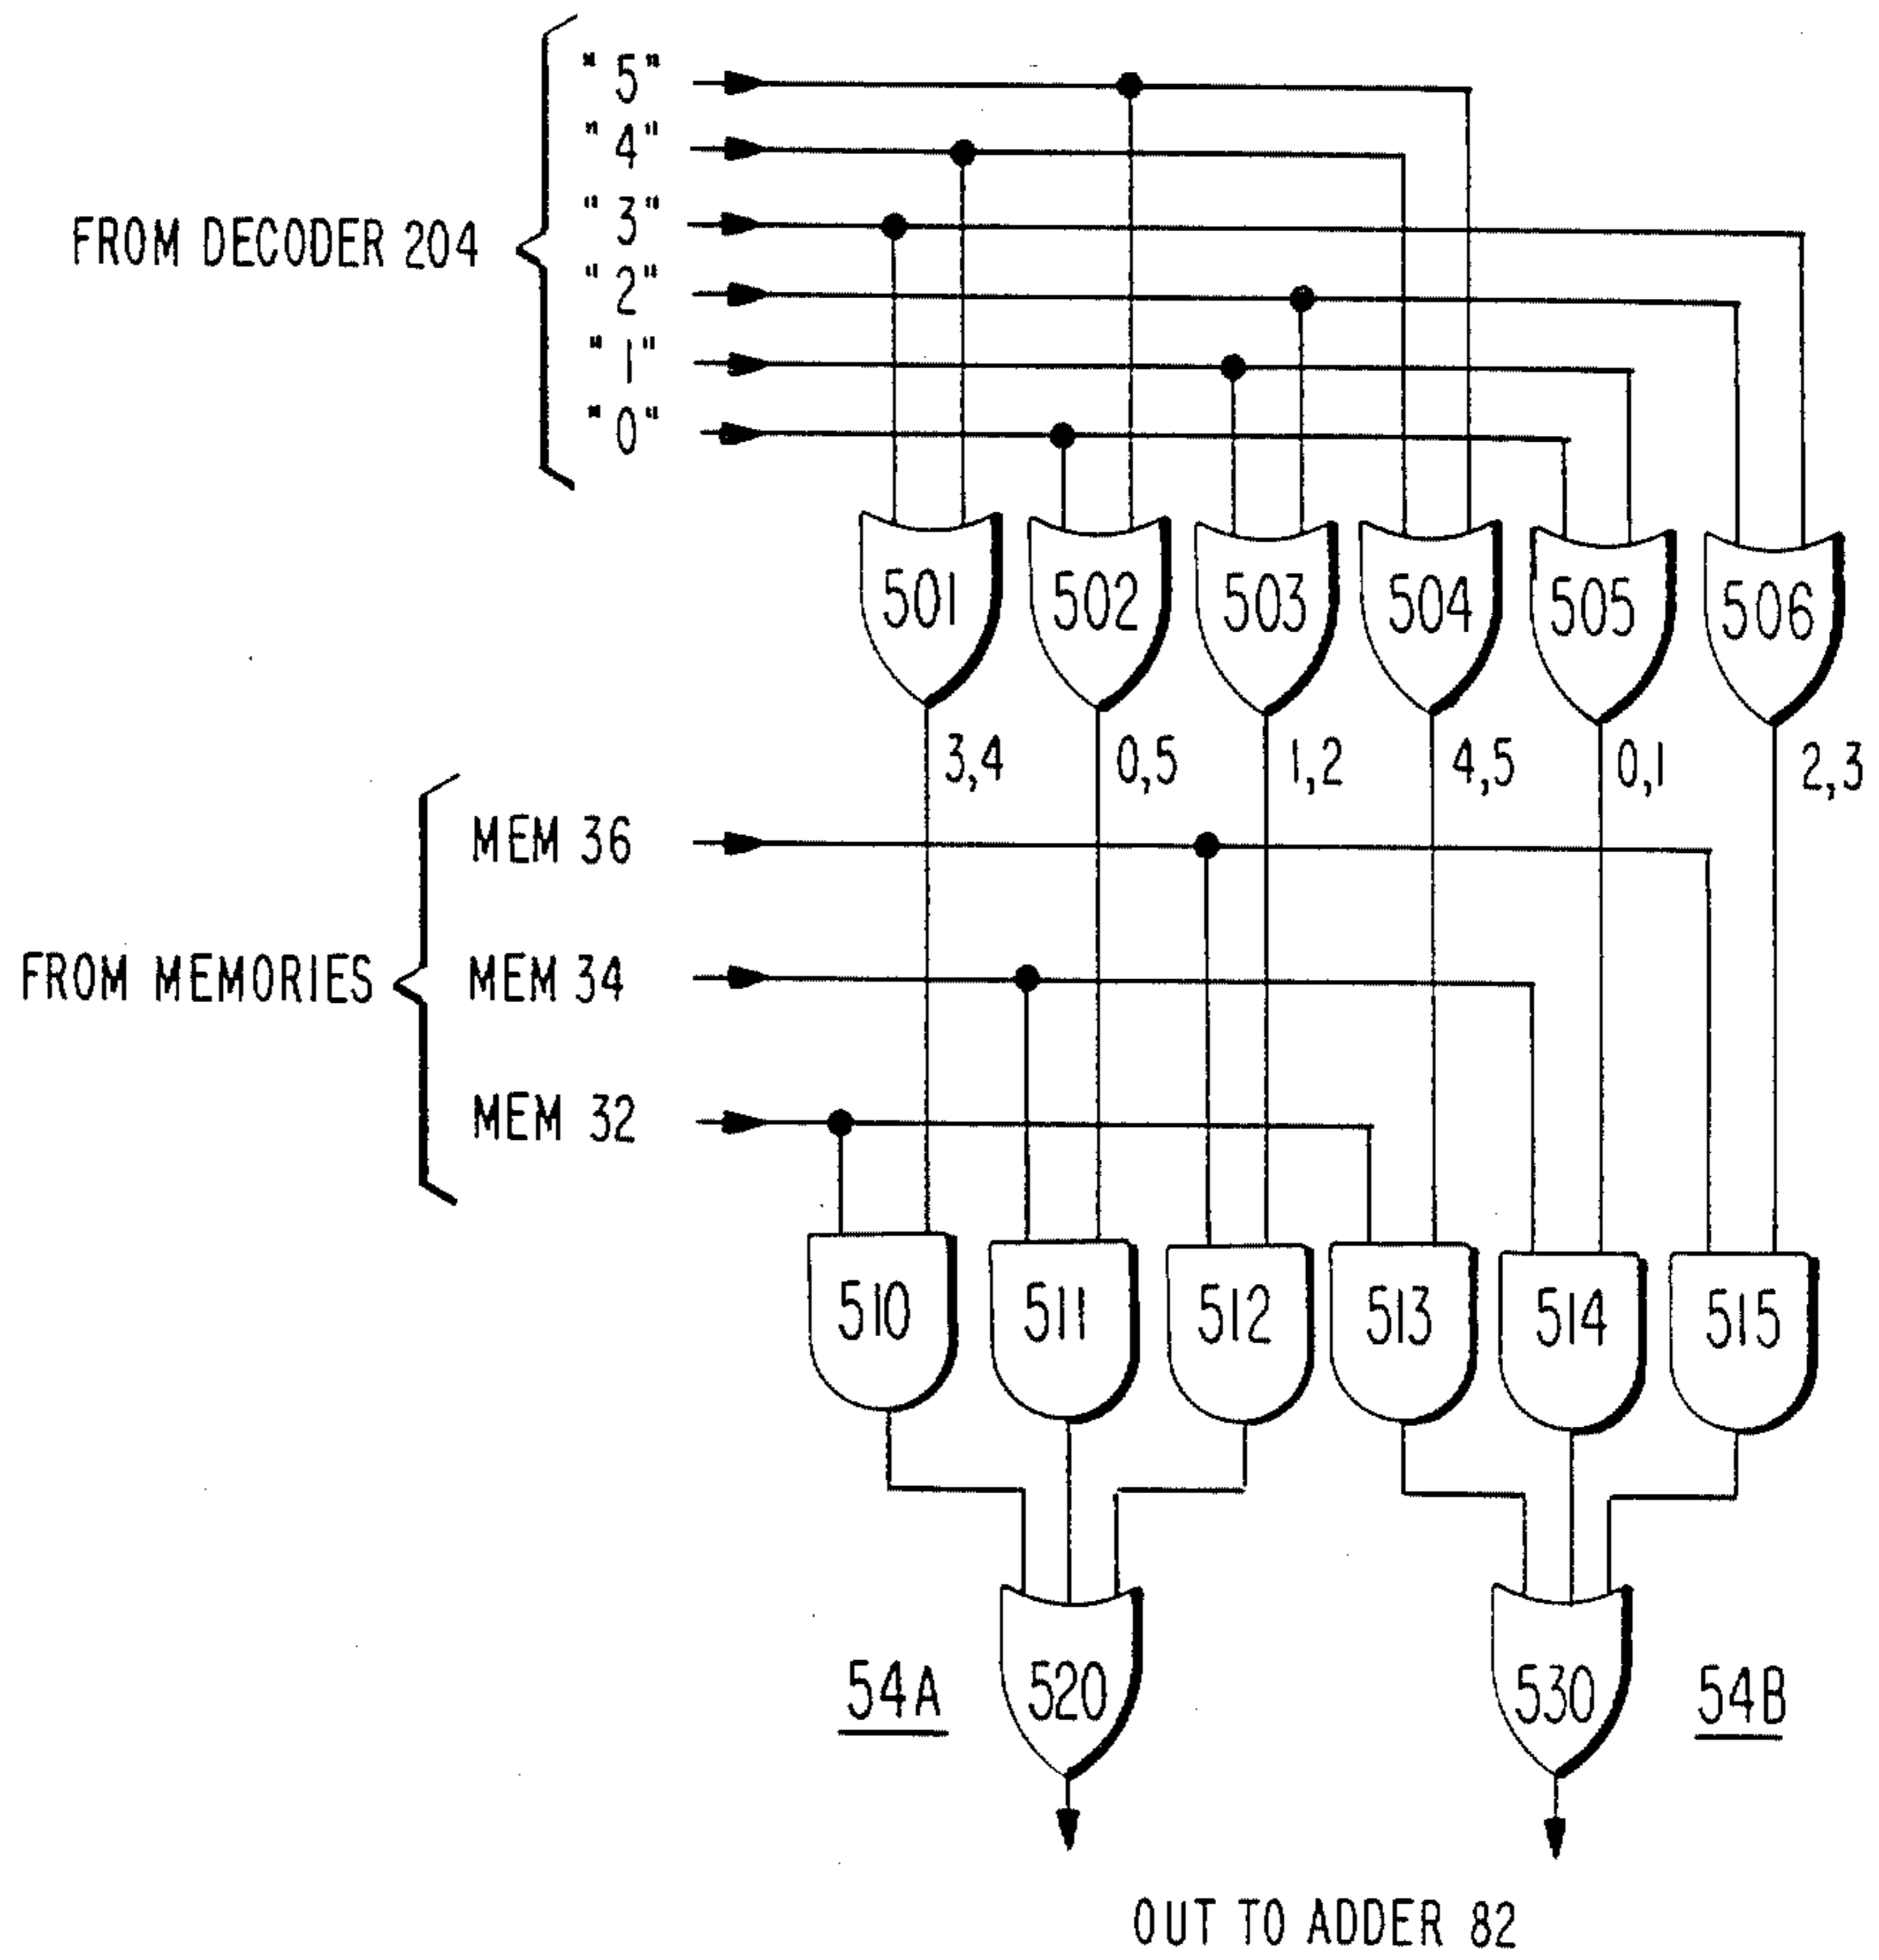 "5"
"4"
FROM DECODER 204
"3"
"2"
"1"
"0"
501 502 503 504 505 506
3,4 0,5 1,2 4,5 0,1 2,3
MEM 36
FROM MEMORIES
MEM 34
MEM 32
510 511 512 513 514 515
54A 520 530 54B
OUT TO ADDER 82